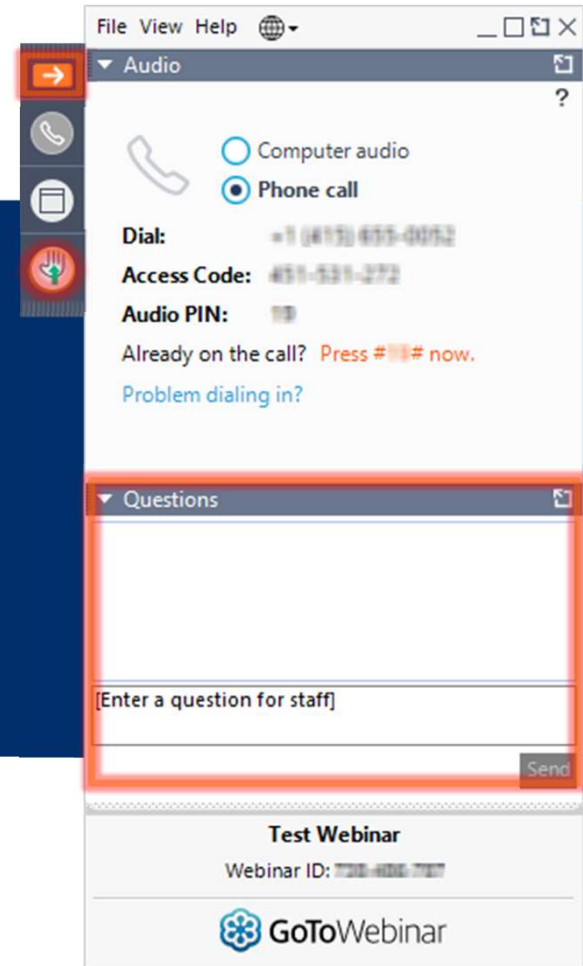 File View Help
Audio
?
Computer audio
Phone call
Dial:
Access Code:
Audio PIN:
Already on the call? Press # # now.
Problem dialing in?
Questions
[Enter a question for staff]
Send
Test Webinar
Webinar ID:
GoToWebinar